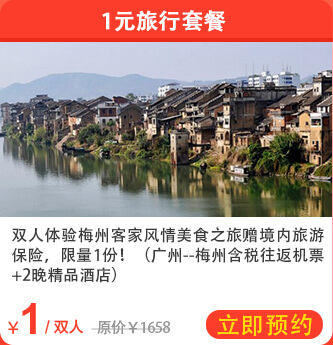 1元旅行套餐
双人体验梅州客家风情美食之旅赠境内旅游
保险，限量1份！（广州--梅州含税往返机票
+2晚精品酒店）
¥1/双人 原价¥1658 立即预约